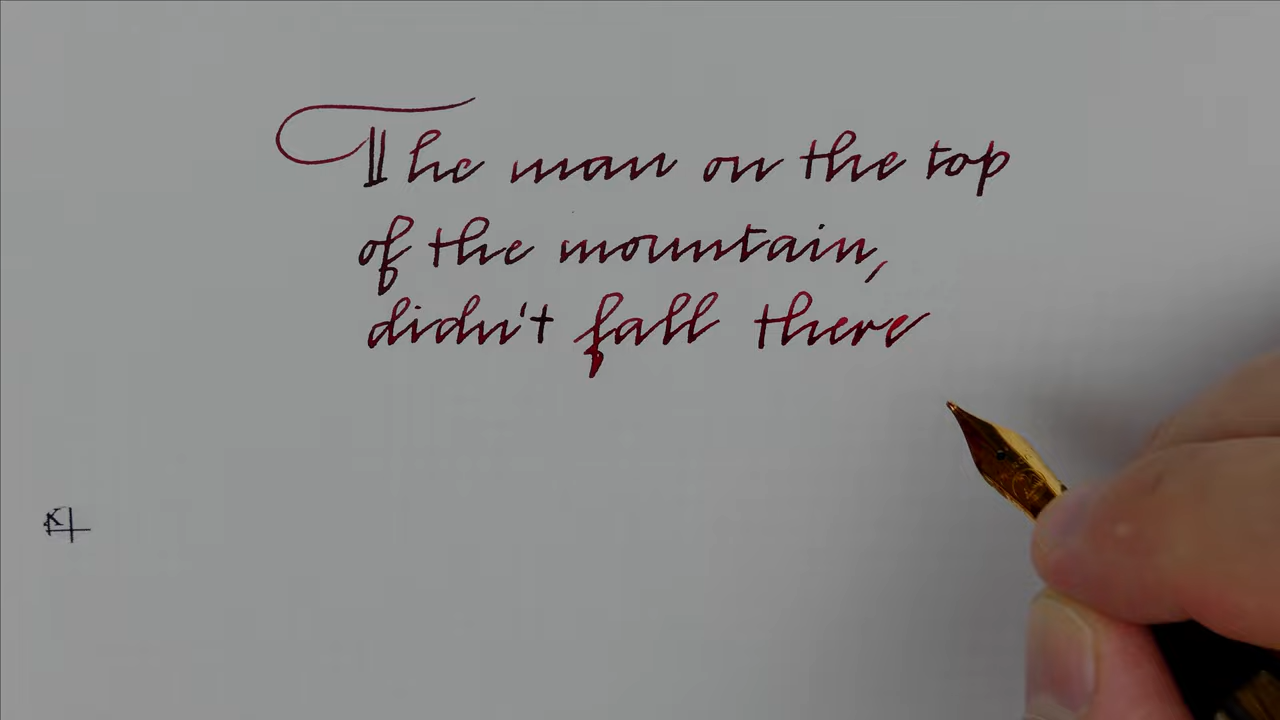 The man on the top
of the mountain,
didn't fall there
K